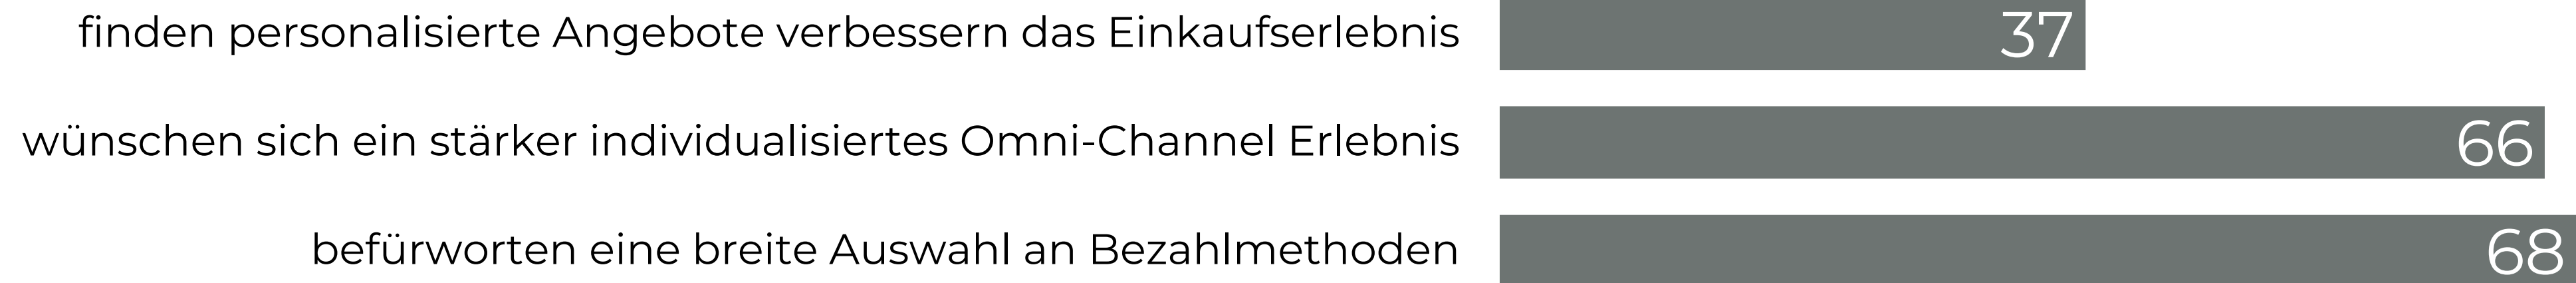 finden personalisierte Angebote verbessern das Einkaufserlebnis 37
wünschen sich ein stärker individualisiertes Omni-Channel Erlebnis 66
befürworten eine breite Auswahl an Bezahlmethoden 68